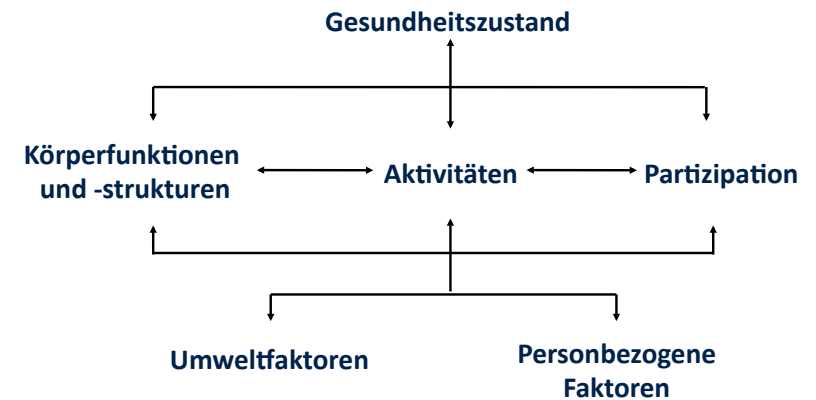 Gesundheitszustand
Körperfunktionen
und -strukturen
Aktivitäten
Partizipation
Umweltfaktoren
Personbezogene
Faktoren